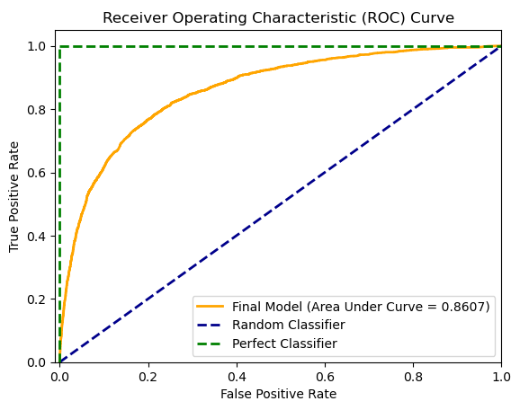 Receiver Operating Characteristic (ROC) Curve
1.0
0.8
0.6
0.4
0.2
0.0
True Positive Rate
Final Model (Area Under Curve = 0.8607)
Random Classifier
Perfect Classifier
0.0 0.2 0.4 0.6 0.8 1.0
False Positive Rate